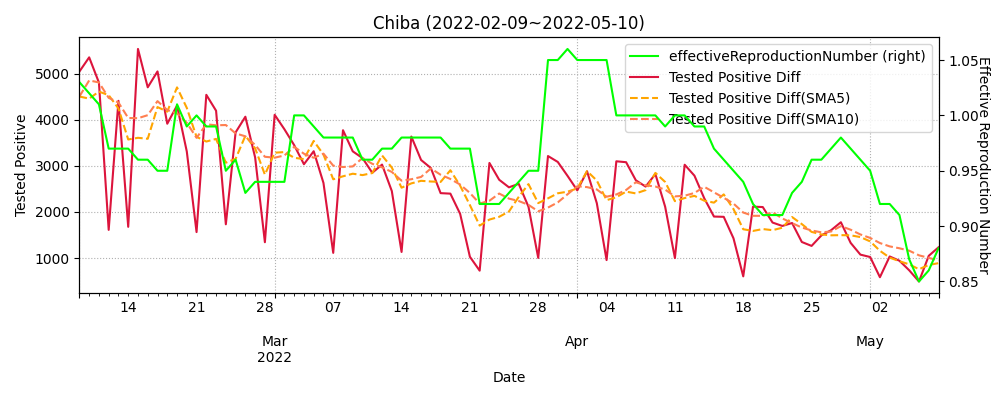 Chiba (2022-02-09~2022-05-10)
effectiveReproductionNumber (right)
Tested Positive Diff
Tested Positive Diff(SMA5)
Tested Positive Diff(SMA10)
Tested Positive
5000
4000
3000
2000
1000
1.05
1.00
0.95
0.90
0.85
Effective Reproduction Number
14 21 28 07 14 21 28 04 11 18 25 02
Mar Apr May
2022
Date